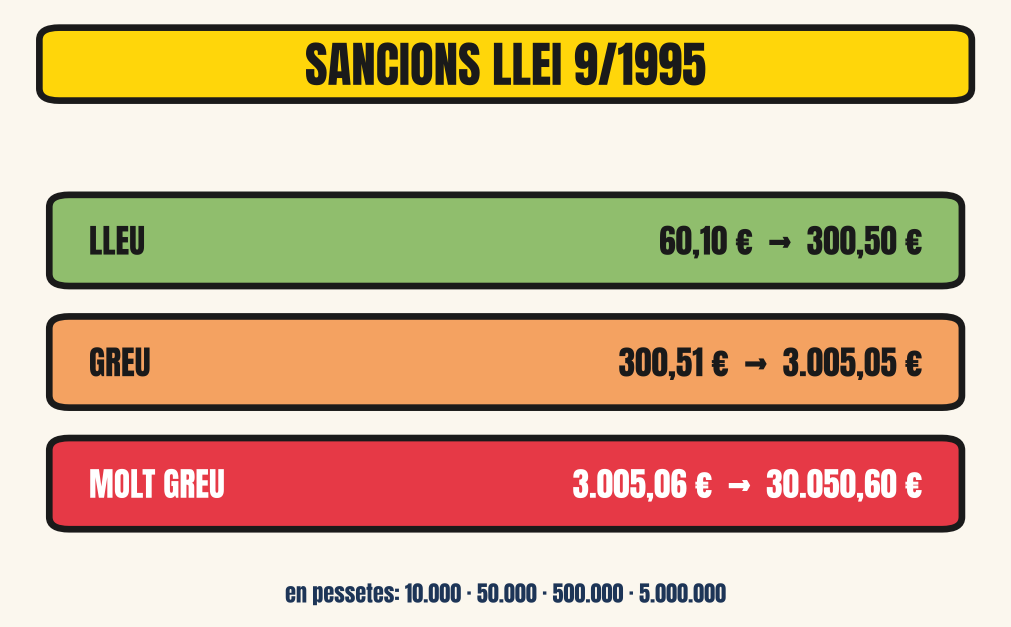 SANCIONS LLEI 9/1995
LLEU 60,10 € → 300,50 €
GREU 300,51 € → 3.005,05 €
MOLT GREU 3.005,06 € → 30.050,60 €
en pessetes: 10.000 · 50.000 · 500.000 · 5.000.000